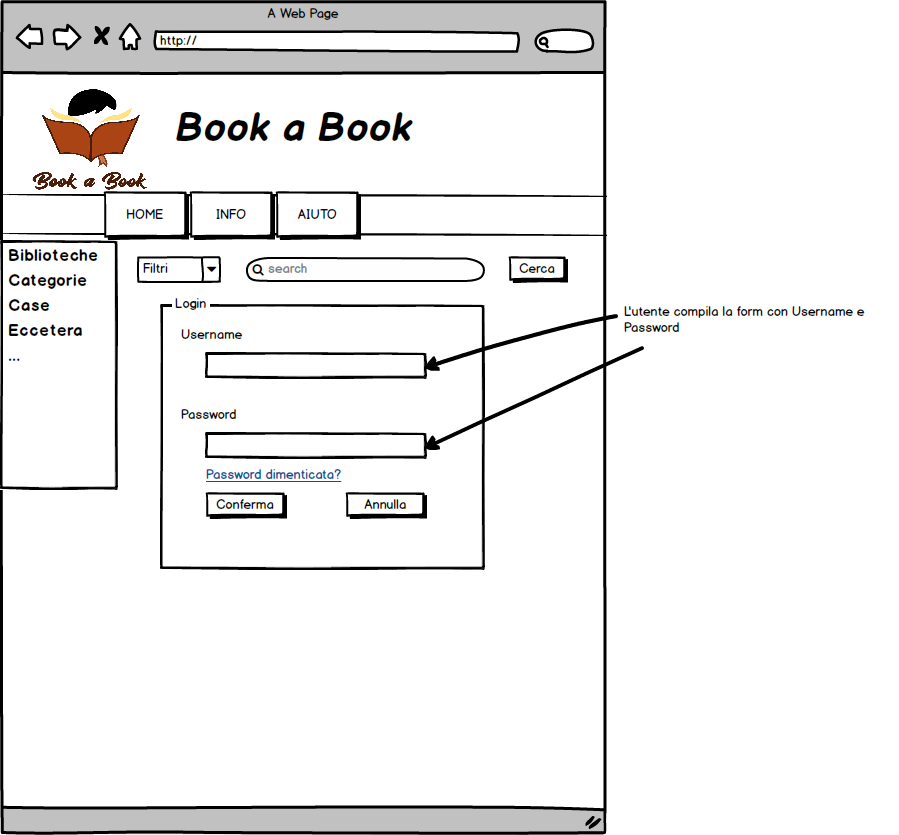 A Web Page
http://
Book a Book
Book a Book
HOME INFO AIUTO
Biblioteche
Categorie
Case
Eccetera
...
Filtri search Cerca
Login
Username
Password
Password dimenticata?
Conferma Annulla
L'utente compila la form con Username e
Password